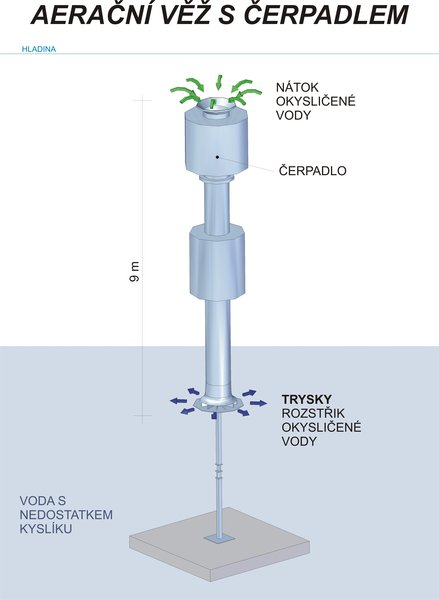 AERAČNÍ VĚŽ S ČERPADLEM
HLADINA
NÁTOK
OKYSLIČENÉ
VODY
ČERPADLO
9 m
TRYSKY
ROZSTŘIK
OKYSLIČENÉ
VODY
VODA S
NEDOSTATKEM
KYSLÍKU